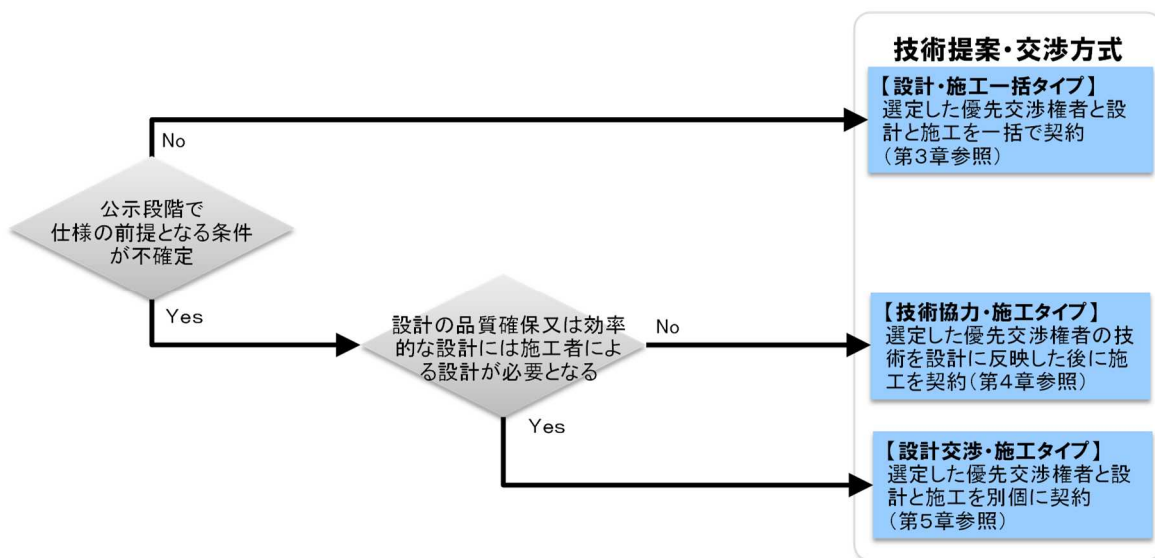 技術提案・交渉方式
【設計・施工一括タイプ】
選定した優先交渉権者と設
計と施工を一括で契約
(第3章参照)
No
公示段階で
仕様の前提となる条件
が不確定
Yes
設計の品質確保又は効率
的な設計には施工者によ
る設計が必要となる
No
【技術協力・施工タイプ】
選定した優先交渉権者の技
術を設計に反映した後に施
工を契約(第4章参照)
Yes
【設計交渉・施工タイプ】
選定した優先交渉権者と設
計と施工を別個に契約
(第5章参照)